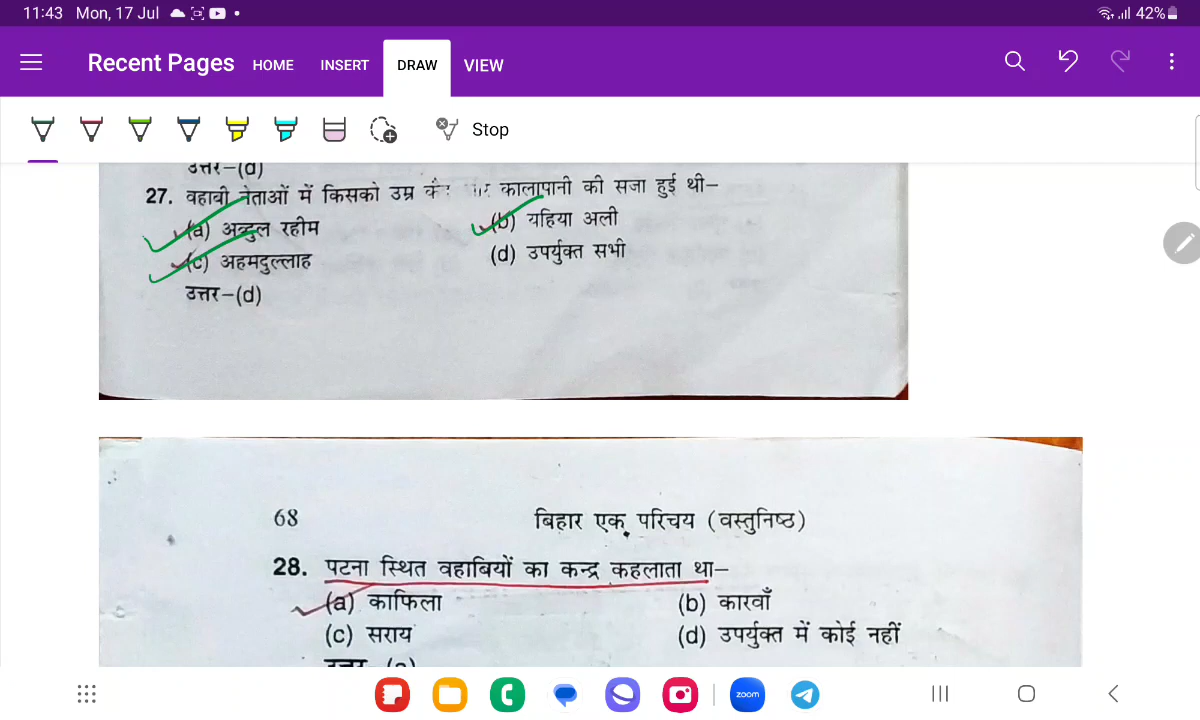 11:43 Mon, 17 Jul 42%
Recent Pages HOME INSERT DRAW VIEW
Stop
उत्तर–(d)
27. वहाबी नेताओं में किसको उम्र कालापानी की सजा हुई थी–
(a) अब्दुल रहीम (b) यहिया अली
(c) अहमदुल्लाह (d) उपर्युक्त सभी
उत्तर–(d)
68 बिहार एक परिचय (वस्तुनिष्ठ)
28. पटना स्थित वहाबियों का कन्द्र कहलाता था–
(a) काफिला (b) कारवाँ
(c) सराय (d) उपर्युक्त में कोई नहीं
zoom